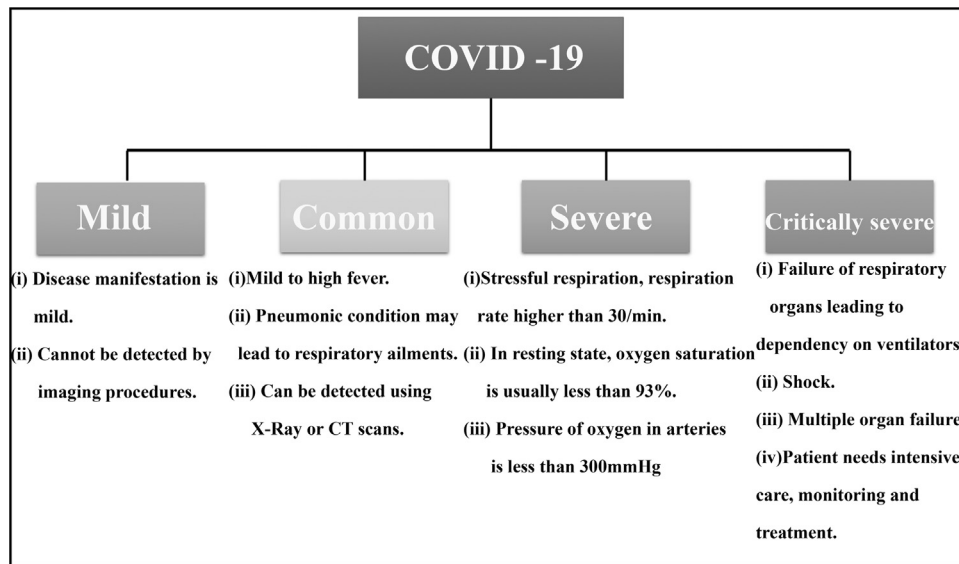 COVID -19
Mild
(i) Disease manifestation is
mild.
(ii) Cannot be detected by
imaging procedures.
Common
(i)Mild to high fever.
(ii) Pneumonic condition may
lead to respiratory ailments.
(iii) Can be detected using
X-Ray or CT scans.
Severe
(i)Stressful respiration, respiration
rate higher than 30/min.
(ii) In resting state, oxygen saturation
is usually less than 93%.
(iii) Pressure of oxygen in arteries
is less than 300mmHg
Critically severe
(i) Failure of respiratory
organs leading to
dependency on ventilators
(ii) Shock.
(iii) Multiple organ failure
(iv)Patient needs intensive
care, monitoring and
treatment.